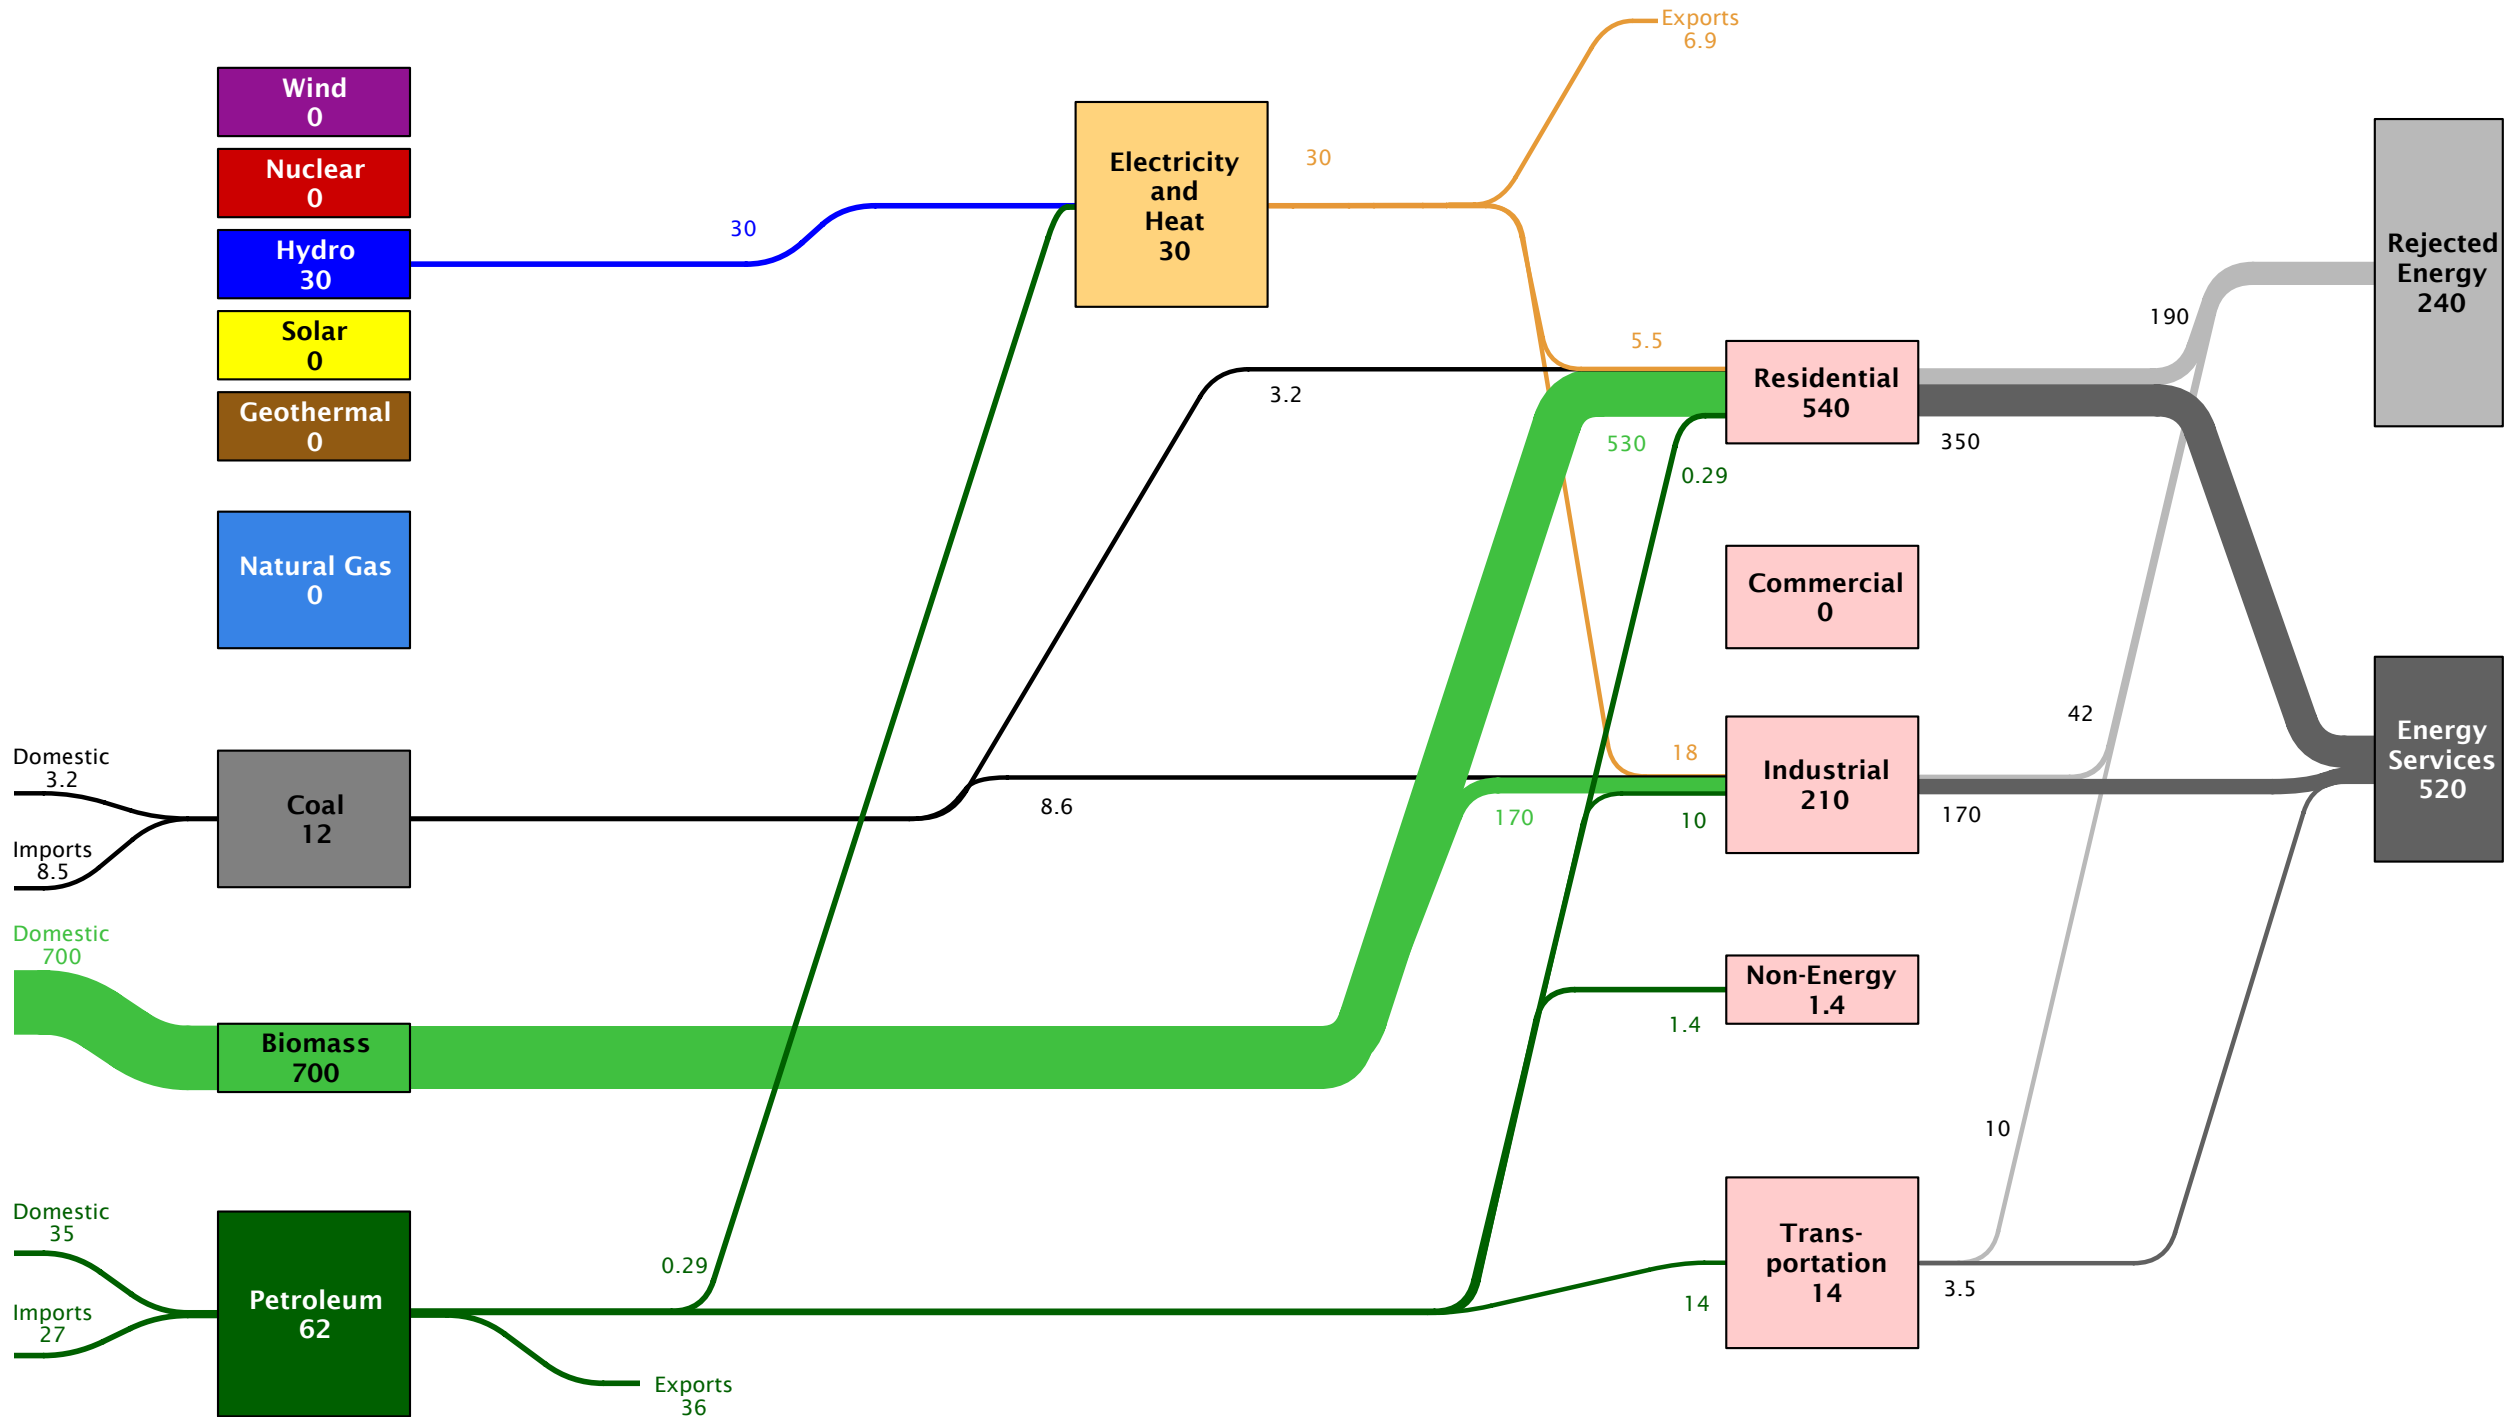 Exports
6.9
Wind
0
Nuclear
0
Hydro
30
Solar
0
Geothermal
0
Natural Gas
0
30
Electricity
and
Heat
30
30
5.5
3.2
530
0.29
Residential
540
190
350
Rejected
Energy
240
Commercial
0
Domestic
3.2
Imports
8.5
Coal
12
8.6
18
170
10
Industrial
210
42
170
Energy
Services
520
Domestic
700
Biomass
700
Non-Energy
1.4
1.4
10
Domestic
35
Imports
27
Petroleum
62
0.29
Exports
36
14
Trans-
portation
14
3.5